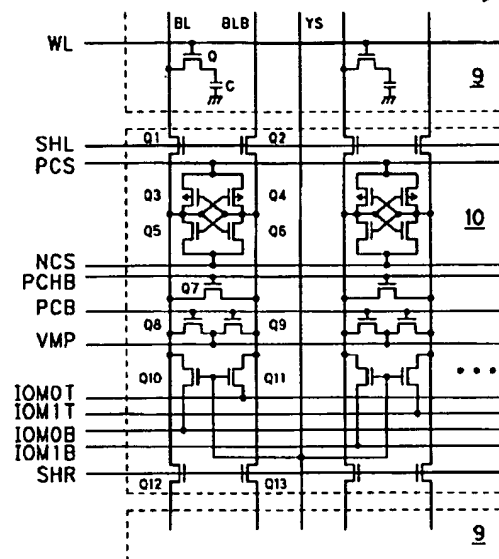 BL BLB YS
WL
Q
C
9
SHL Q1 Q2
PCS
Q3 Q4
10
Q5 Q6
NCS
PCHB
Q7
PCB
Q8 Q9
VMP
Q10 Q11
IOM0T
IOM1T
IOM0B
IOM1B
SHR
Q12 Q13
9